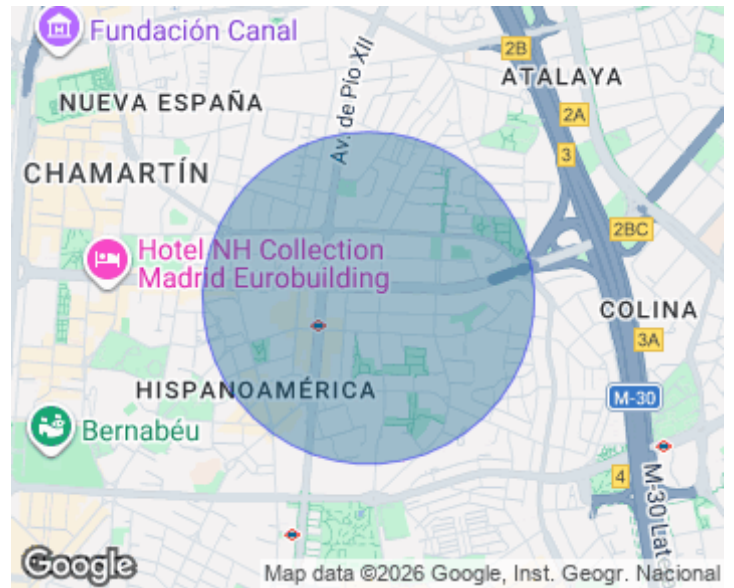 Fundación Canal
NUEVA ESPAÑA
Av. de Pío XII
2B
ATALAYA
2A
3
CHAMARTÍN
2BC
Hotel NH Collection
Madrid Eurobuilding
COLINA
3A
HISPANOAMÉRICA
M-30
Bernabéu
4
M-30 Late
Google
Map data ©2026 Google, Inst. Geogr. Nacional